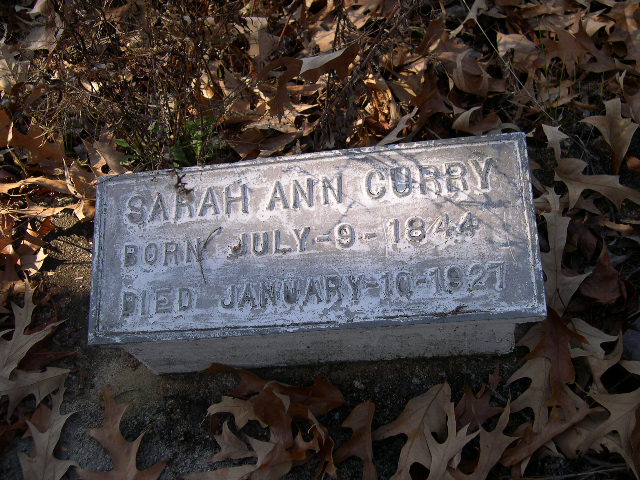 SARAH ANN CURRY
BORN JULY-9-1844
DIED JANUARY-10-1927